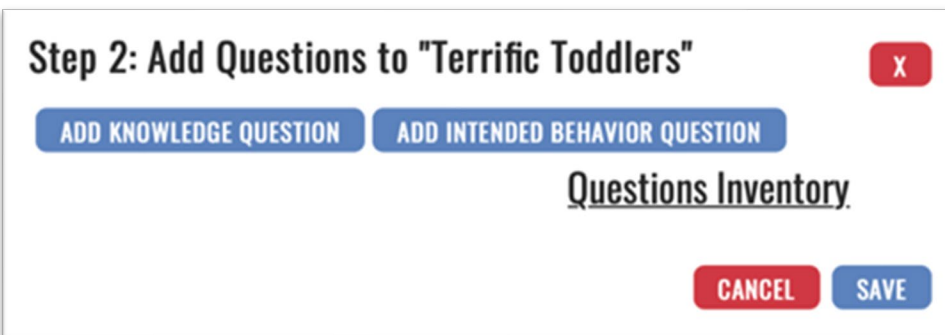 Step 2: Add Questions to "Terrific Toddlers"
X
ADD KNOWLEDGE QUESTION
ADD INTENDED BEHAVIOR QUESTION
Questions Inventory
CANCEL
SAVE